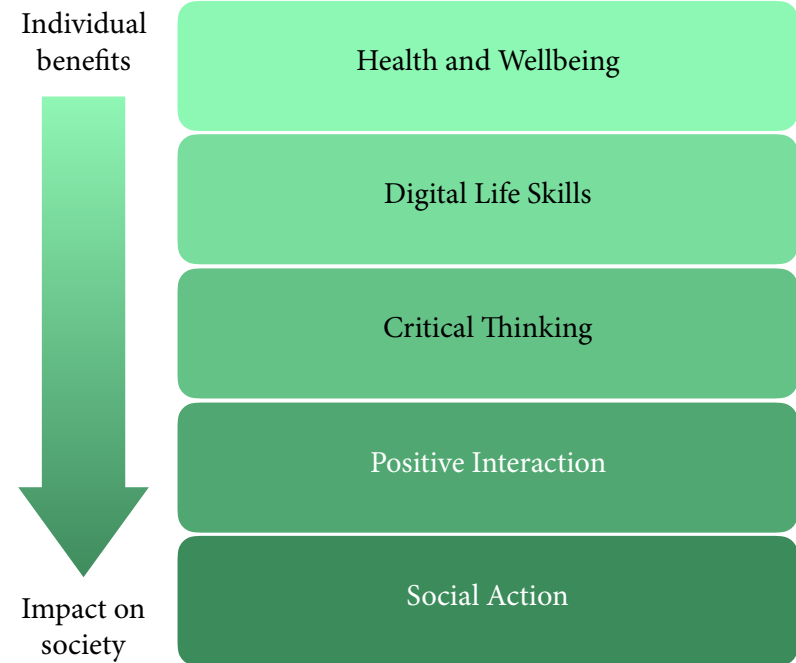 Individual
benefits
Health and Wellbeing
Digital Life Skills
Critical Thinking
Positive Interaction
Social Action
Impact on
society